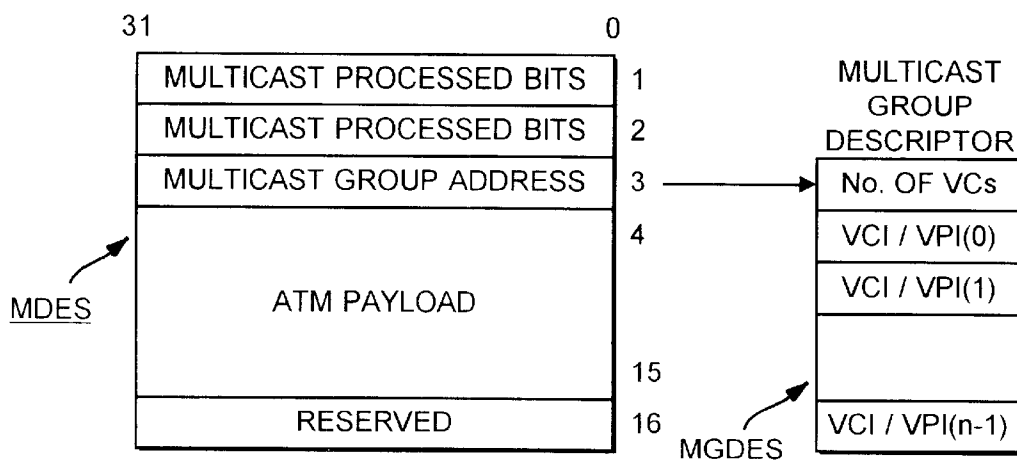 31 0
MULTICAST PROCESSED BITS 1
MULTICAST PROCESSED BITS 2
MULTICAST GROUP ADDRESS 3
4
ATM PAYLOAD
15
RESERVED 16
MDES
MULTICAST
GROUP
DESCRIPTOR
No. OF VCs
VCI / VPI(0)
VCI / VPI(1)
VCI / VPI(n-1)
MGDES